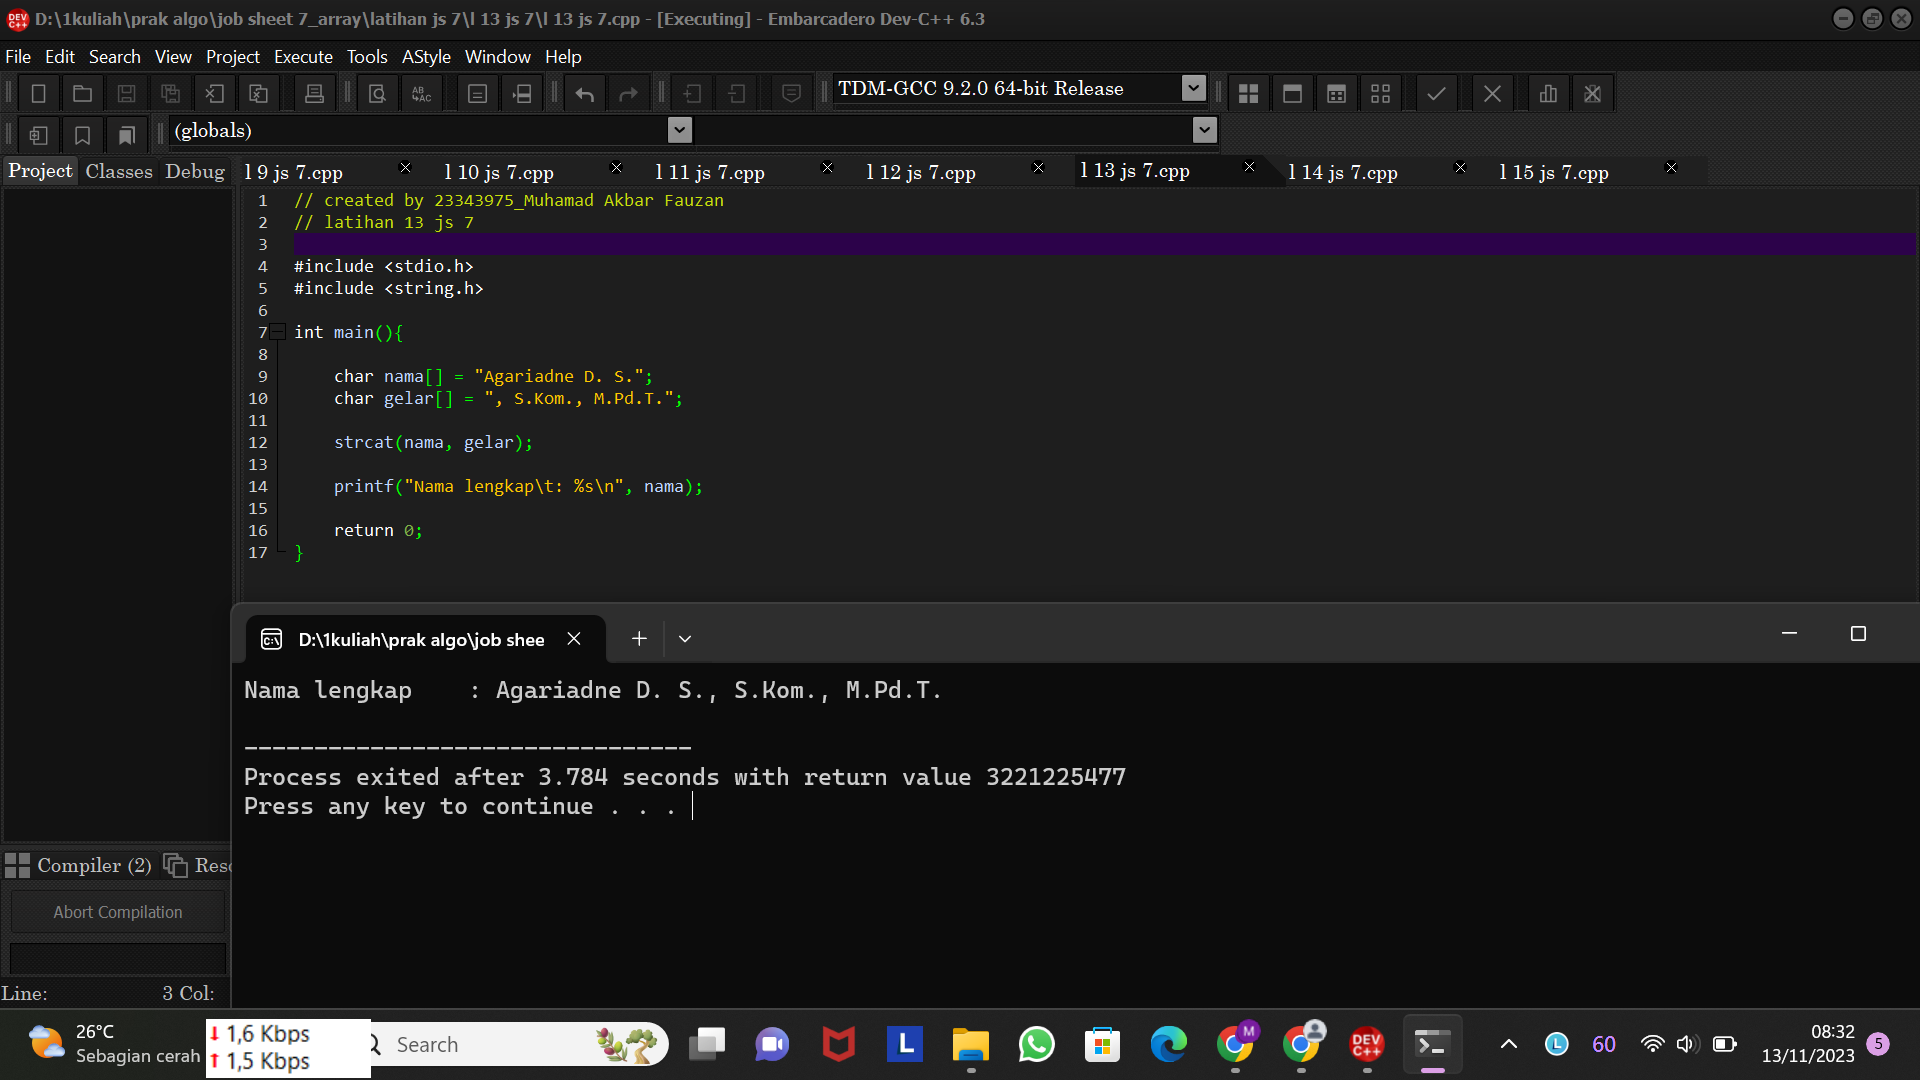 D:\1kuliah\prak algo\job sheet 7_array\latihan js 7\l 13 js 7\l 13 js 7.cpp - [Executing] - Embarcadero Dev-C++ 6.3
File Edit Search View Project Execute Tools AStyle Window Help
TDM-GCC 9.2.0 64-bit Release
(globals)
Project Classes Debug
l 9 js 7.cpp l 10 js 7.cpp l 11 js 7.cpp l 12 js 7.cpp l 13 js 7.cpp l 14 js 7.cpp l 15 js 7.cpp
1 // created by 23343975_Muhamad Akbar Fauzan
2 // latihan 13 js 7
3
4 #include <stdio.h>
5 #include <string.h>
6
7 int main(){
8
9 char nama[] = "Agariadne D. S.";
10 char gelar[] = ", S.Kom., M.Pd.T.";
11
12 strcat(nama, gelar);
13
14 printf("Nama lengkap\t: %s\n", nama);
15
16 return 0;
17 }
D:\1kuliah\prak algo\job shee
Nama lengkap : Agariadne D. S., S.Kom., M.Pd.T.
--------------------------------
Process exited after 3.784 seconds with return value 3221225477
Press any key to continue . . .
Compiler (2) Reso
Abort Compilation
Line: 3 Col:
26°C
Sebagian cerah
1,6 Kbps
1,5 Kbps
Search
60
08:32
13/11/2023
5